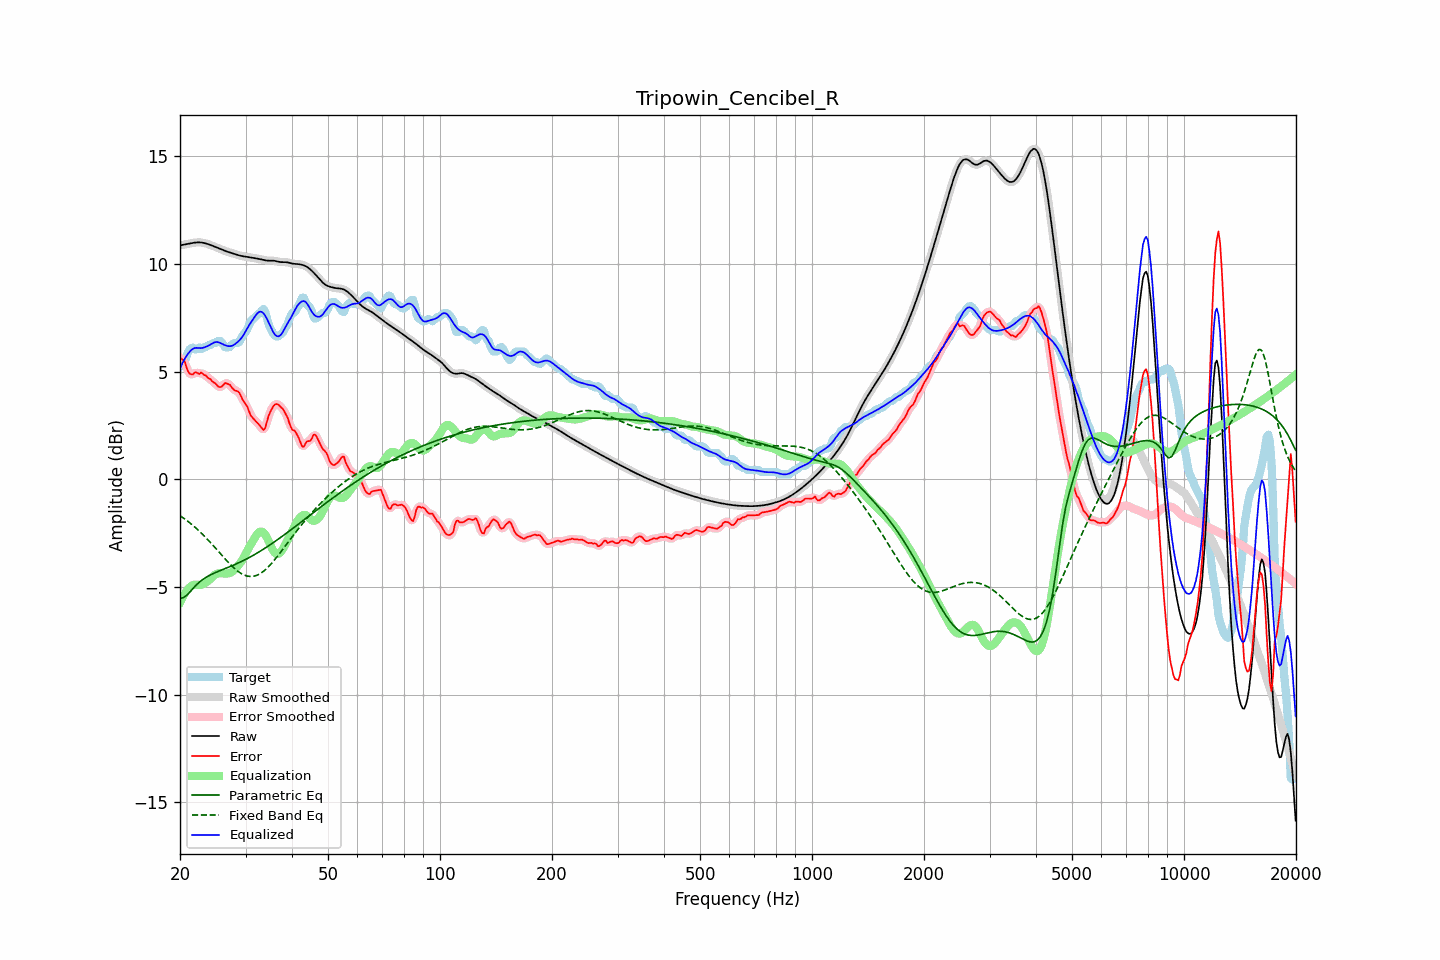 Tripowin_Cencibel_R
15
10
5
0
−5
−10
−15
Amplitude (dBr)
Target
Raw Smoothed
Error Smoothed
Raw
Error
Equalization
Parametric Eq
Fixed Band Eq
Equalized
20 50 100 200 500 1000 2000 5000 10000 20000
Frequency (Hz)